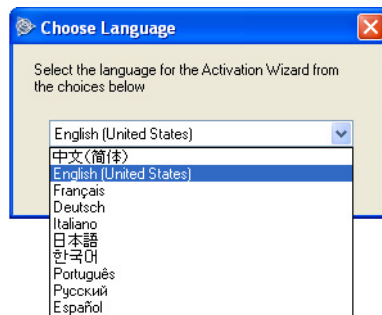 Choose Language
Select the language for the Activation Wizard from
the choices below
English (United States)
中文(简体)
English (United States)
Français
Deutsch
Italiano
日本語
한국어
Português
Русский
Español